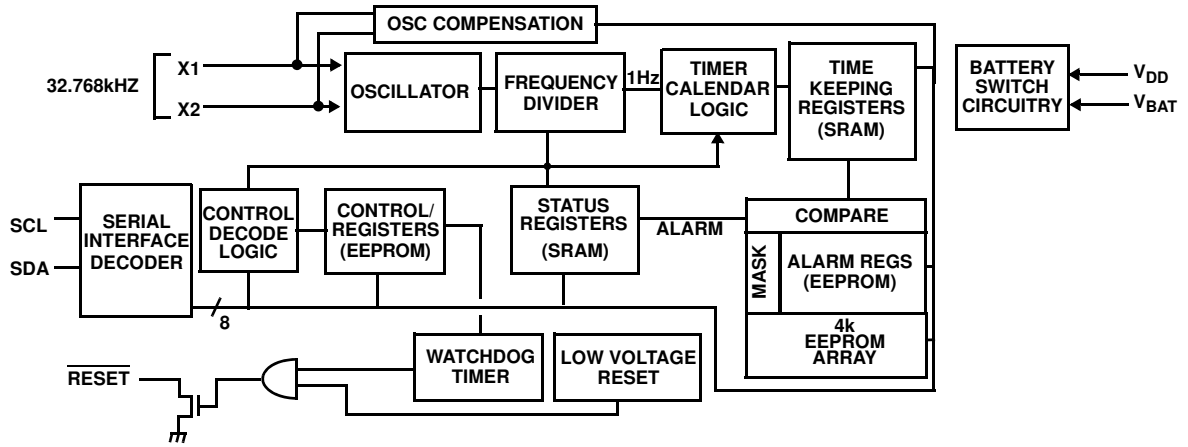 OSC COMPENSATION
32.768kHZ
X1
X2
OSCILLATOR
FREQUENCY
DIVIDER
1Hz
TIMER
CALENDAR
LOGIC
TIME
KEEPING
REGISTERS
(SRAM)
BATTERY
SWITCH
CIRCUITRY
VDD
VBAT
SCL
SDA
SERIAL
INTERFACE
DECODER
CONTROL
DECODE
LOGIC
CONTROL/
REGISTERS
(EEPROM)
STATUS
REGISTERS
(SRAM)
ALARM
COMPARE
MASK
ALARM REGS
(EEPROM)
4k
EEPROM
ARRAY
8
WATCHDOG
TIMER
LOW VOLTAGE
RESET
RESET